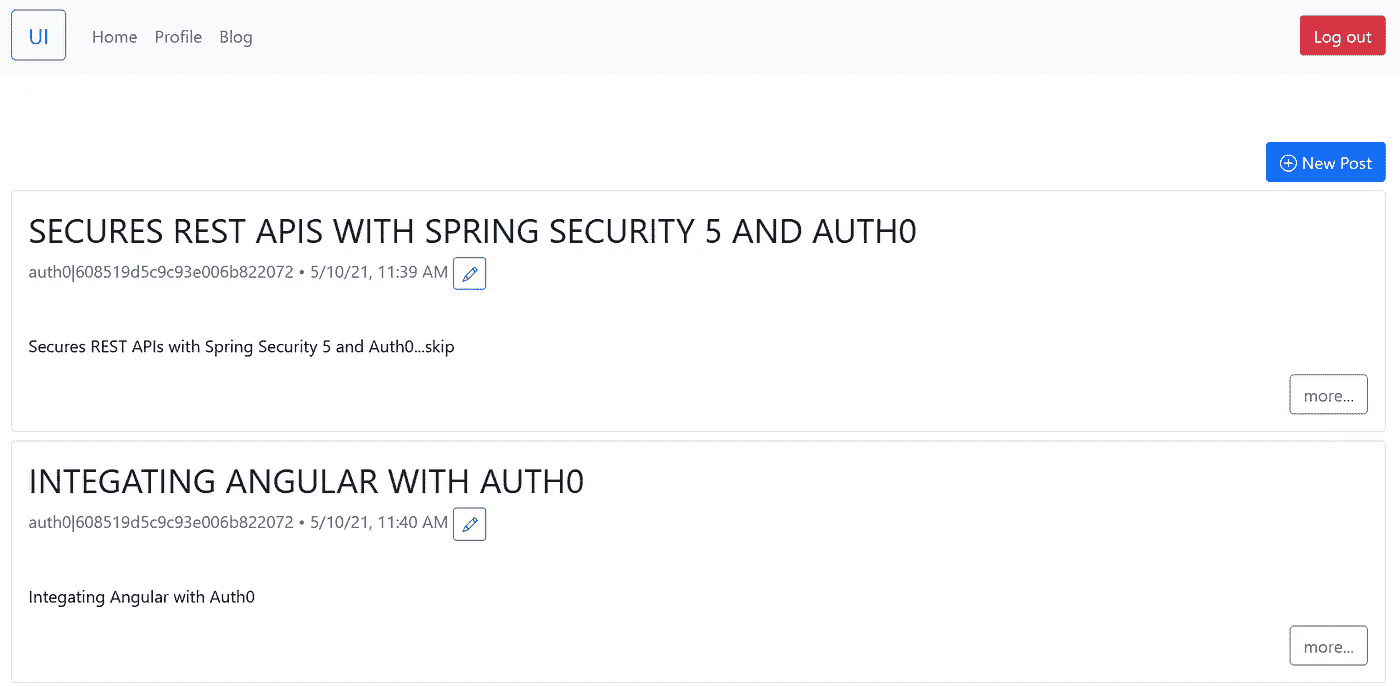 UI Home Profile Blog Log out
New Post
SECURES REST APIS WITH SPRING SECURITY 5 AND AUTH0
auth0|608519d5c9c93e006b822072 • 5/10/21, 11:39 AM
Secures REST APIs with Spring Security 5 and Auth0...skip
more...
INTEGATING ANGULAR WITH AUTH0
auth0|608519d5c9c93e006b822072 • 5/10/21, 11:40 AM
Integating Angular with Auth0
more...